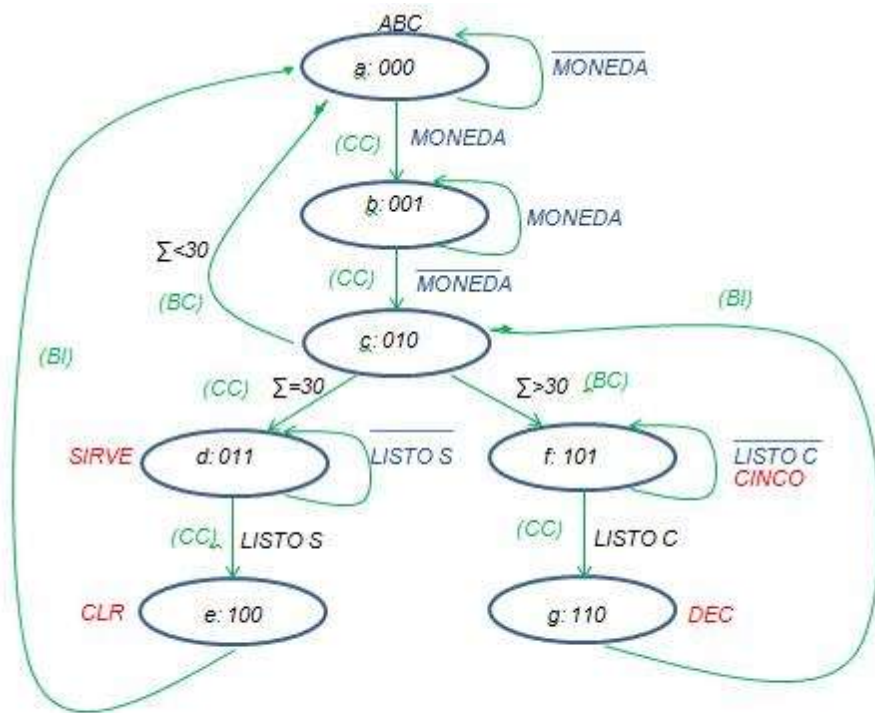 ABC
a: 000
MONEDA
(CC) MONEDA
b: 001
MONEDA
∑<30
(CC) MONEDA
(BC)
(BI)
c: 010
(BI)
(CC) ∑=30
∑>30 (BC)
SIRVE
d: 011
LISTO S
f: 101
LISTO C
CINCO
(CC) LISTO S
(CC) LISTO C
CLR
e: 100
g: 110
DEC